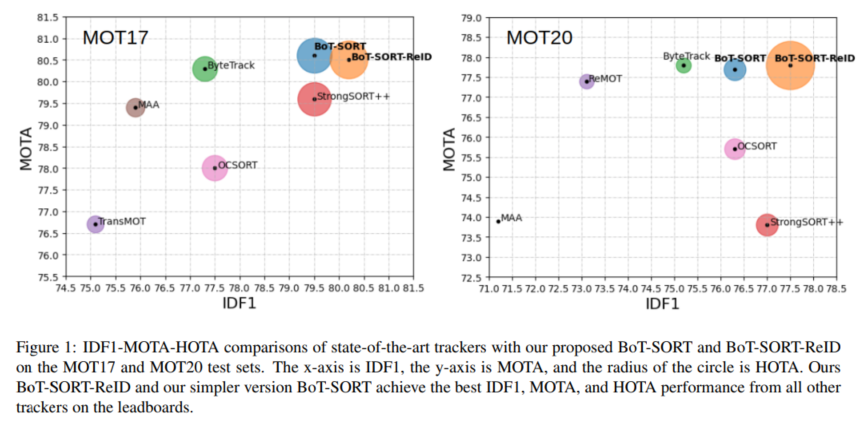 MOT17
MOTA
81.5
81.0
80.5
80.0
79.5
79.0
78.5
78.0
77.5
77.0
76.5
76.0
75.5
BoT-SORT
BoT-SORT-ReID
ByteTrack
StrongSORT++
MAA
OCSORT
TransMOT
74.5 75.0 75.5 76.0 76.5 77.0 77.5 78.0 78.5 79.0 79.5 80.0 80.5 81.0 81.5
IDF1
MOT20
MOTA
79.0
78.5
78.0
77.5
77.0
76.5
76.0
75.5
75.0
74.5
74.0
73.5
73.0
72.5
ByteTrack
BoT-SORT
BoT-SORT-ReID
ReMOT
OCSORT
MAA
StrongSORT++
71.0 71.5 72.0 72.5 73.0 73.5 74.0 74.5 75.0 75.5 76.0 76.5 77.0 77.5 78.0 78.5
IDF1
Figure 1: IDF1-MOTA-HOTA comparisons of state-of-the-art trackers with our proposed BoT-SORT and BoT-SORT-ReID
on the MOT17 and MOT20 test sets. The x-axis is IDF1, the y-axis is MOTA, and the radius of the circle is HOTA. Ours
BoT-SORT-ReID and our simpler version BoT-SORT achieve the best IDF1, MOTA, and HOTA performance from all other
trackers on the leadboards.